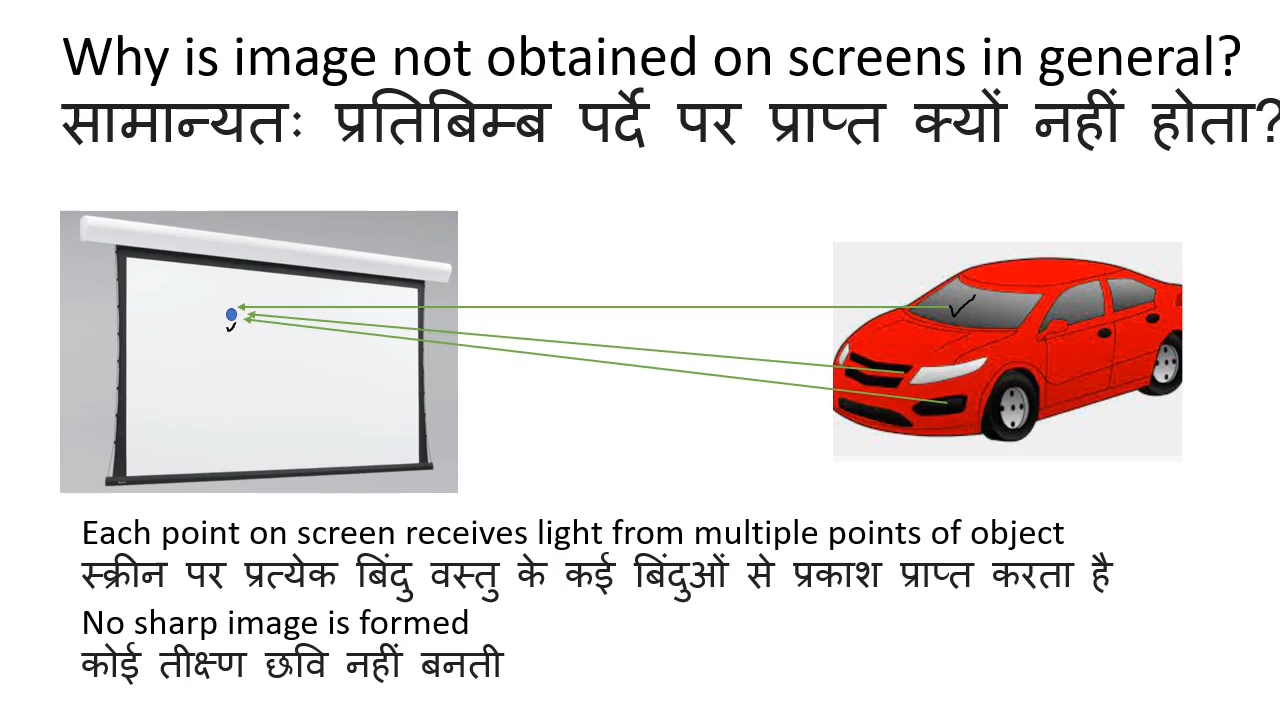 Why is image not obtained on screens in general?
सामान्यतः प्रतिबिम्ब पर्दे पर प्राप्त क्यों नहीं होता?
Each point on screen receives light from multiple points of object
स्क्रीन पर प्रत्येक बिंदु वस्तु के कई बिंदुओं से प्रकाश प्राप्त करता है
No sharp image is formed
कोई तीक्ष्ण छवि नहीं बनती